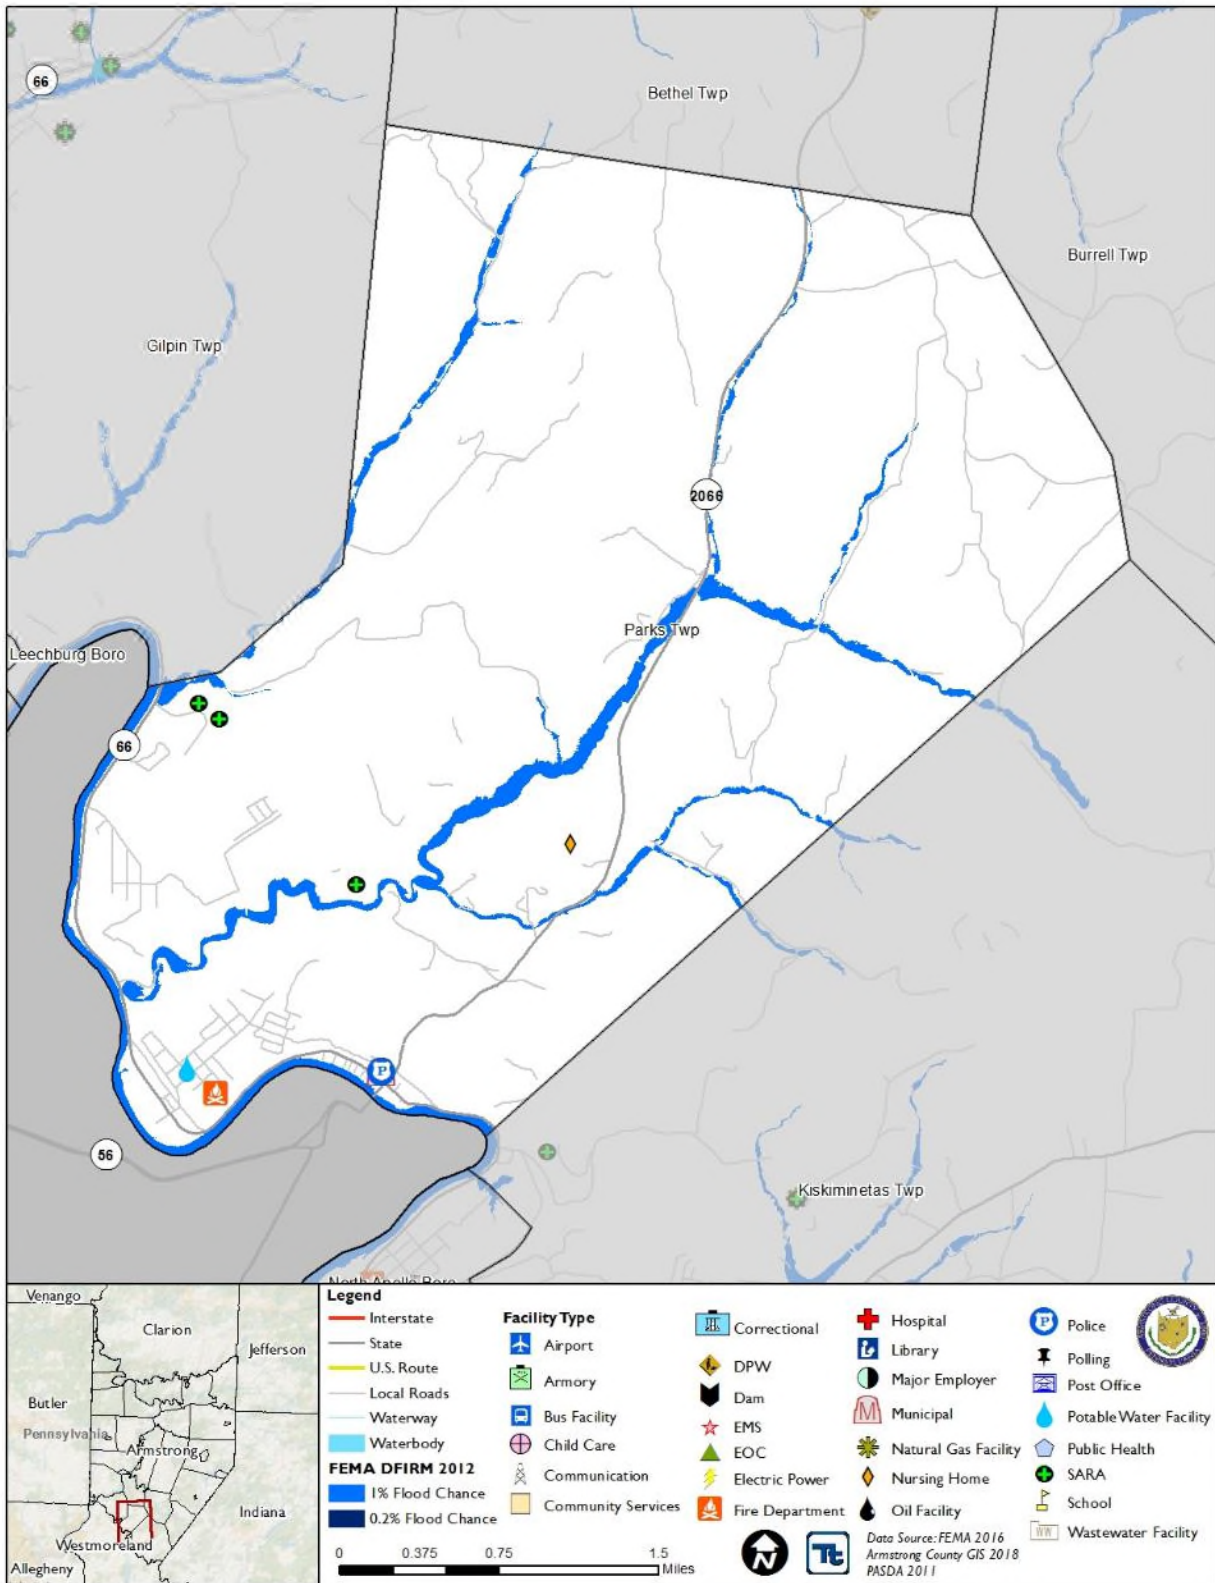 66
Bethel Twp
Burrell Twp
Gilpin Twp
2066
Parks Twp
Leechburg Boro
66
P
56
Kiskiminetas Twp
North Apollo Boro
Venango
Clarion
Jefferson
Butler
Pennsylvania
Armstrong
Indiana
Westmoreland
Allegheny
Legend
Interstate
State
U.S. Route
Local Roads
Waterway
Waterbody
FEMA DFIRM 2012
1% Flood Chance
0.2% Flood Chance
0 0.375 0.75 1.5
Miles
Facility Type
Airport
Armory
Bus Facility
Child Care
Communication
Community Services
Correctional
DPW
Dam
EMS
EOC
Electric Power
Fire Department
Hospital
Library
Major Employer
M Municipal
Natural Gas Facility
Nursing Home
Oil Facility
P Police
Polling
Post Office
Potable Water Facility
Public Health
SARA
School
WW Wastewater Facility
N
Tt
Data Source: FEMA 2016
Armstrong County GIS 2018
PASDA 2011